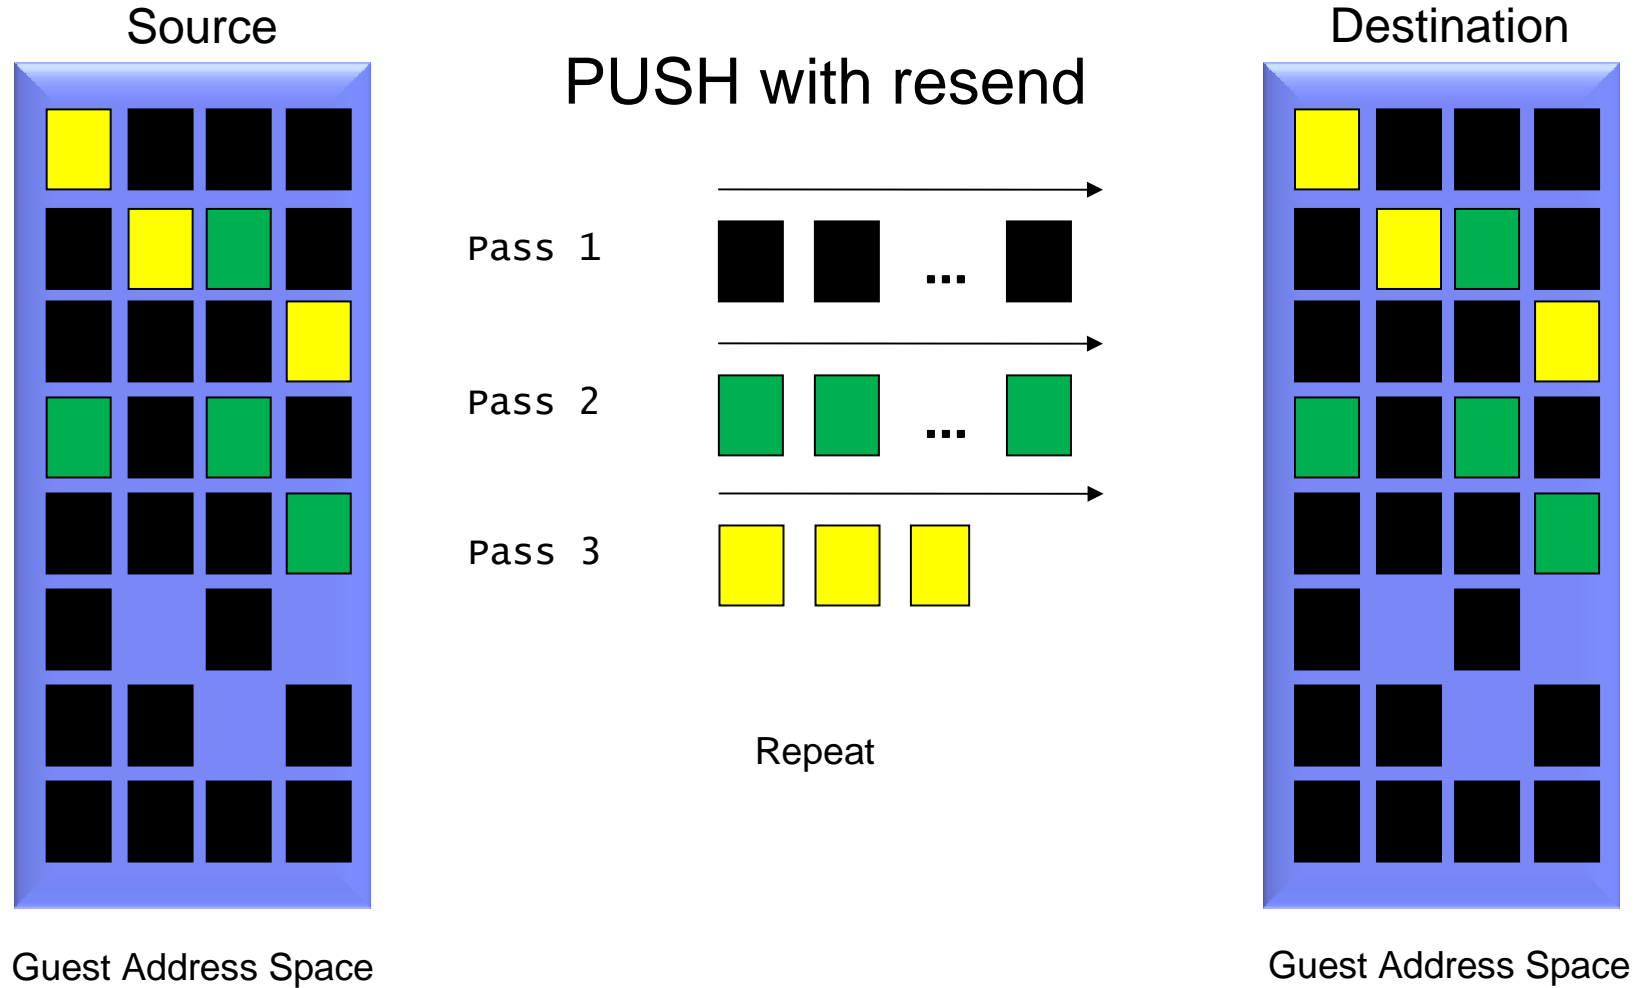 Source
Destination
PUSH with resend
Pass 1
...
Pass 2
...
Pass 3
Repeat
Guest Address Space
Guest Address Space